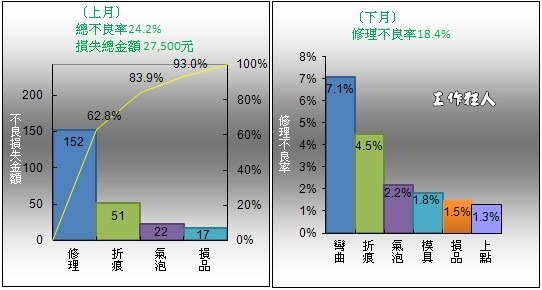 （上月）
總不良率24.2%
損失總金額 27,500元
不良損失金額
200
150
100
50
0
152
51
22
17
62.8%
83.9%
93.0%
100%
80%
60%
40%
20%
0%
修理
折痕
氣泡
損品
（下月）
修理不良率18.4%
工作狂人
修理不良率
8%
7%
6%
5%
4%
3%
2%
1%
0%
7.1%
4.5%
2.2%
1.8%
1.5%
1.3%
彎曲
折痕
氣泡
模具
損品
上點